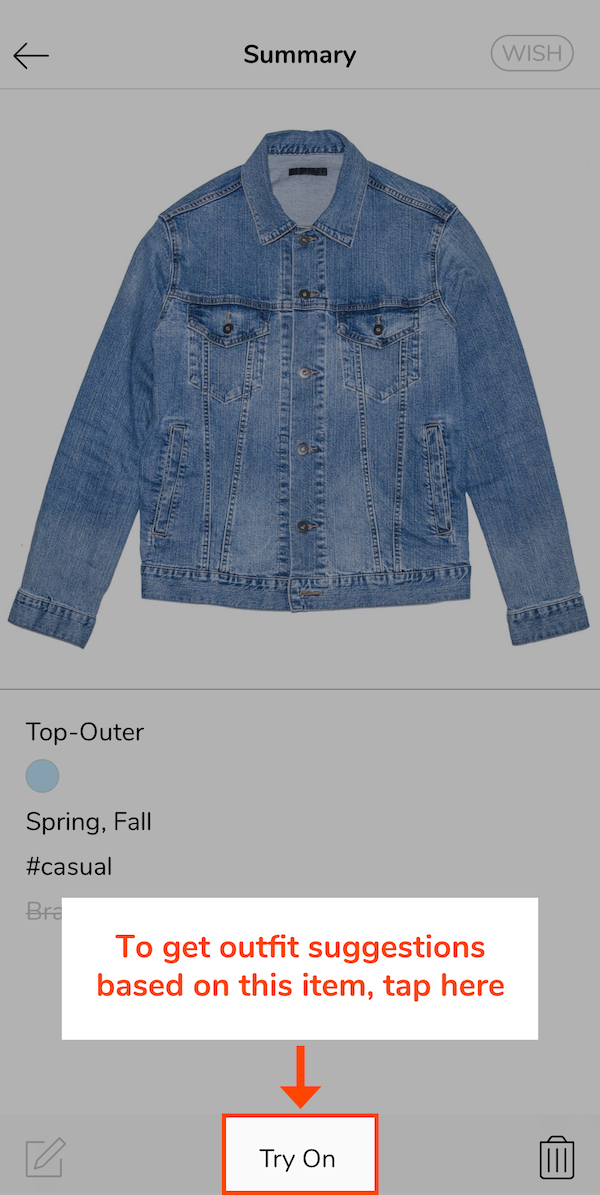 Summary
WISH
Top-Outer
Spring, Fall
#casual
To get outfit suggestions
based on this item, tap here
Try On